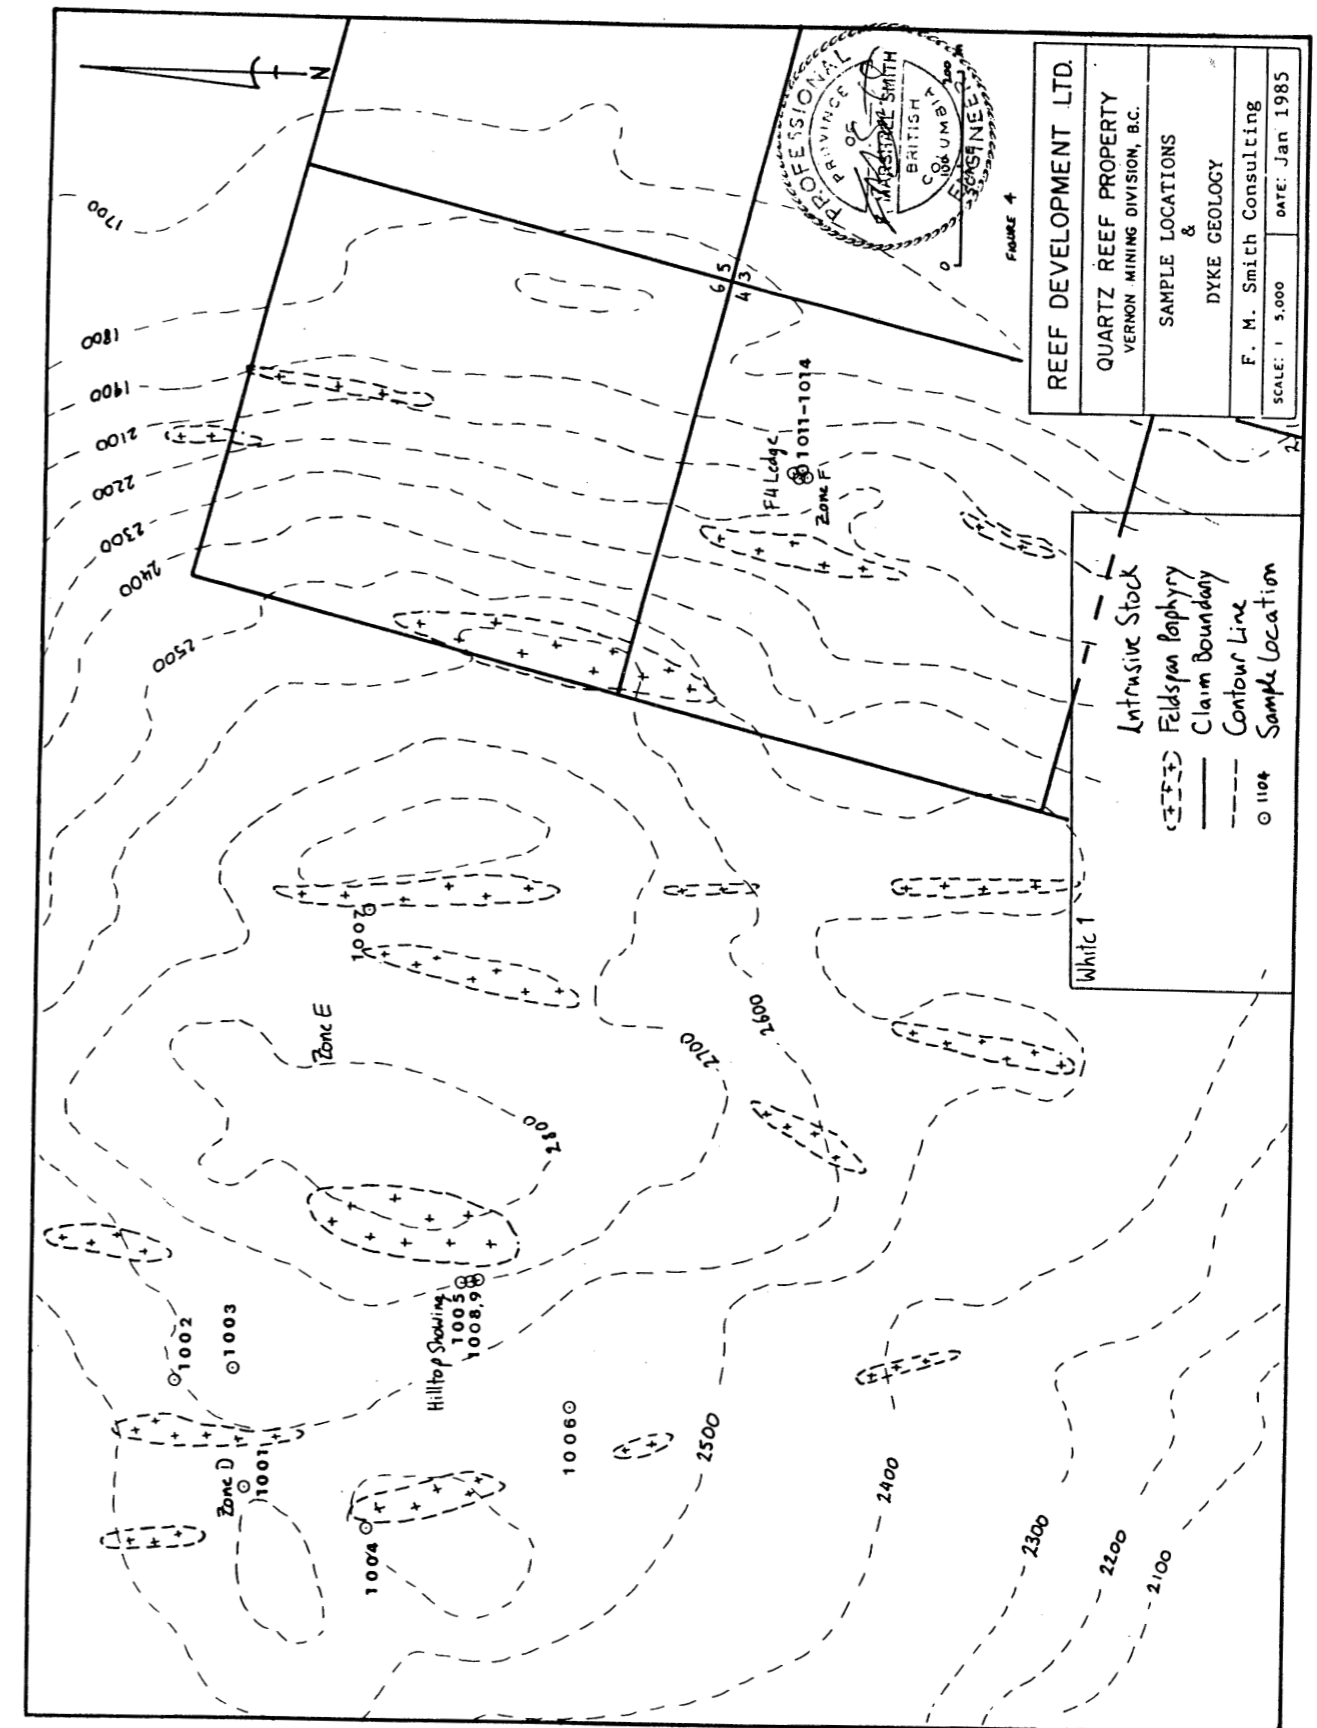 N
1700
1800
1900
2100
2200
2300
2400
2500
6 5
4 3
F4 Ledge
1011-1014
Zone F
1007
Zone E
2800
2700
2600
1002
1003
Hilltop Showing
1005
1008,9
Zone D
1001
1004
1006
2500
2400
2300
2200
2100
PROFESSIONAL
ENGINEER
PROVINCE
OF
MARSHALL SMITH
BRITISH
COLUMBIA
0 100 200 m
FIGURE 4
REEF DEVELOPMENT LTD.
QUARTZ REEF PROPERTY
VERNON MINING DIVISION, B.C.
SAMPLE LOCATIONS
&
DYKE GEOLOGY
F. M. Smith Consulting
SCALE: 1 5,000
DATE: Jan 1985
White 1
Intrusive Stock
Feldspar Porphyry
Claim Boundary
Contour Line
1104 Sample Location